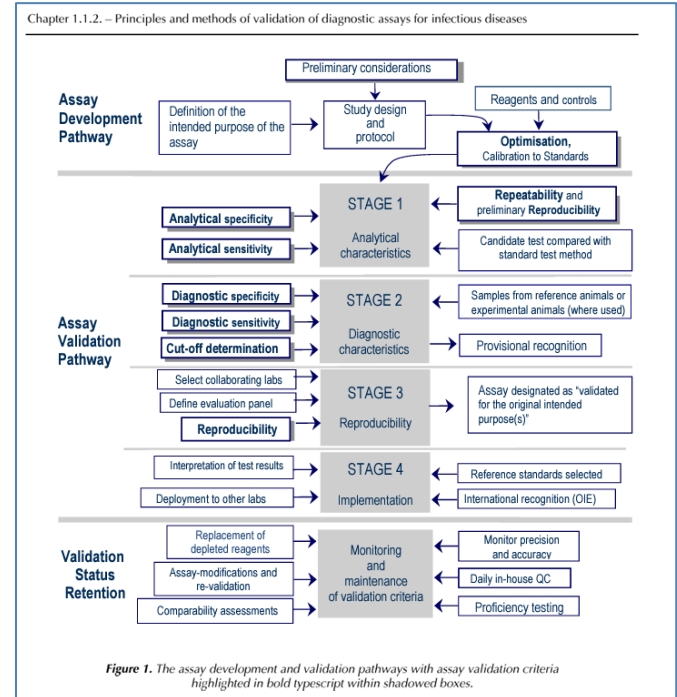 Chapter 1.1.2. – Principles and methods of validation of diagnostic assays for infectious diseases
Preliminary considerations
Assay
Development
Pathway
Definition of the
intended purpose of the
assay
Study design
and
protocol
Reagents and controls
Optimisation,
Calibration to Standards
Assay
Validation
Pathway
Analytical specificity
Analytical sensitivity
STAGE 1
Analytical
characteristics
Repeatability and
preliminary Reproducibility
Candidate test compared with
standard test method
Diagnostic specificity
Diagnostic sensitivity
Cut-off determination
STAGE 2
Diagnostic
characteristics
Samples from reference animals or
experimental animals (where used)
Provisional recognition
Select collaborating labs
Define evaluation panel
Reproducibility
STAGE 3
Reproducibility
Assay designated as "validated
for the original intended
purpose(s)"
Interpretation of test results
Deployment to other labs
STAGE 4
Implementation
Reference standards selected
International recognition (OIE)
Validation
Status
Retention
Replacement of
depleted reagents
Assay-modifications and
re-validation
Comparability assessments
Monitoring
and
maintenance
of validation criteria
Monitor precision
and accuracy
Daily in-house QC
Proficiency testing
Figure 1. The assay development and validation pathways with assay validation criteria
highlighted in bold typescript within shadowed boxes.